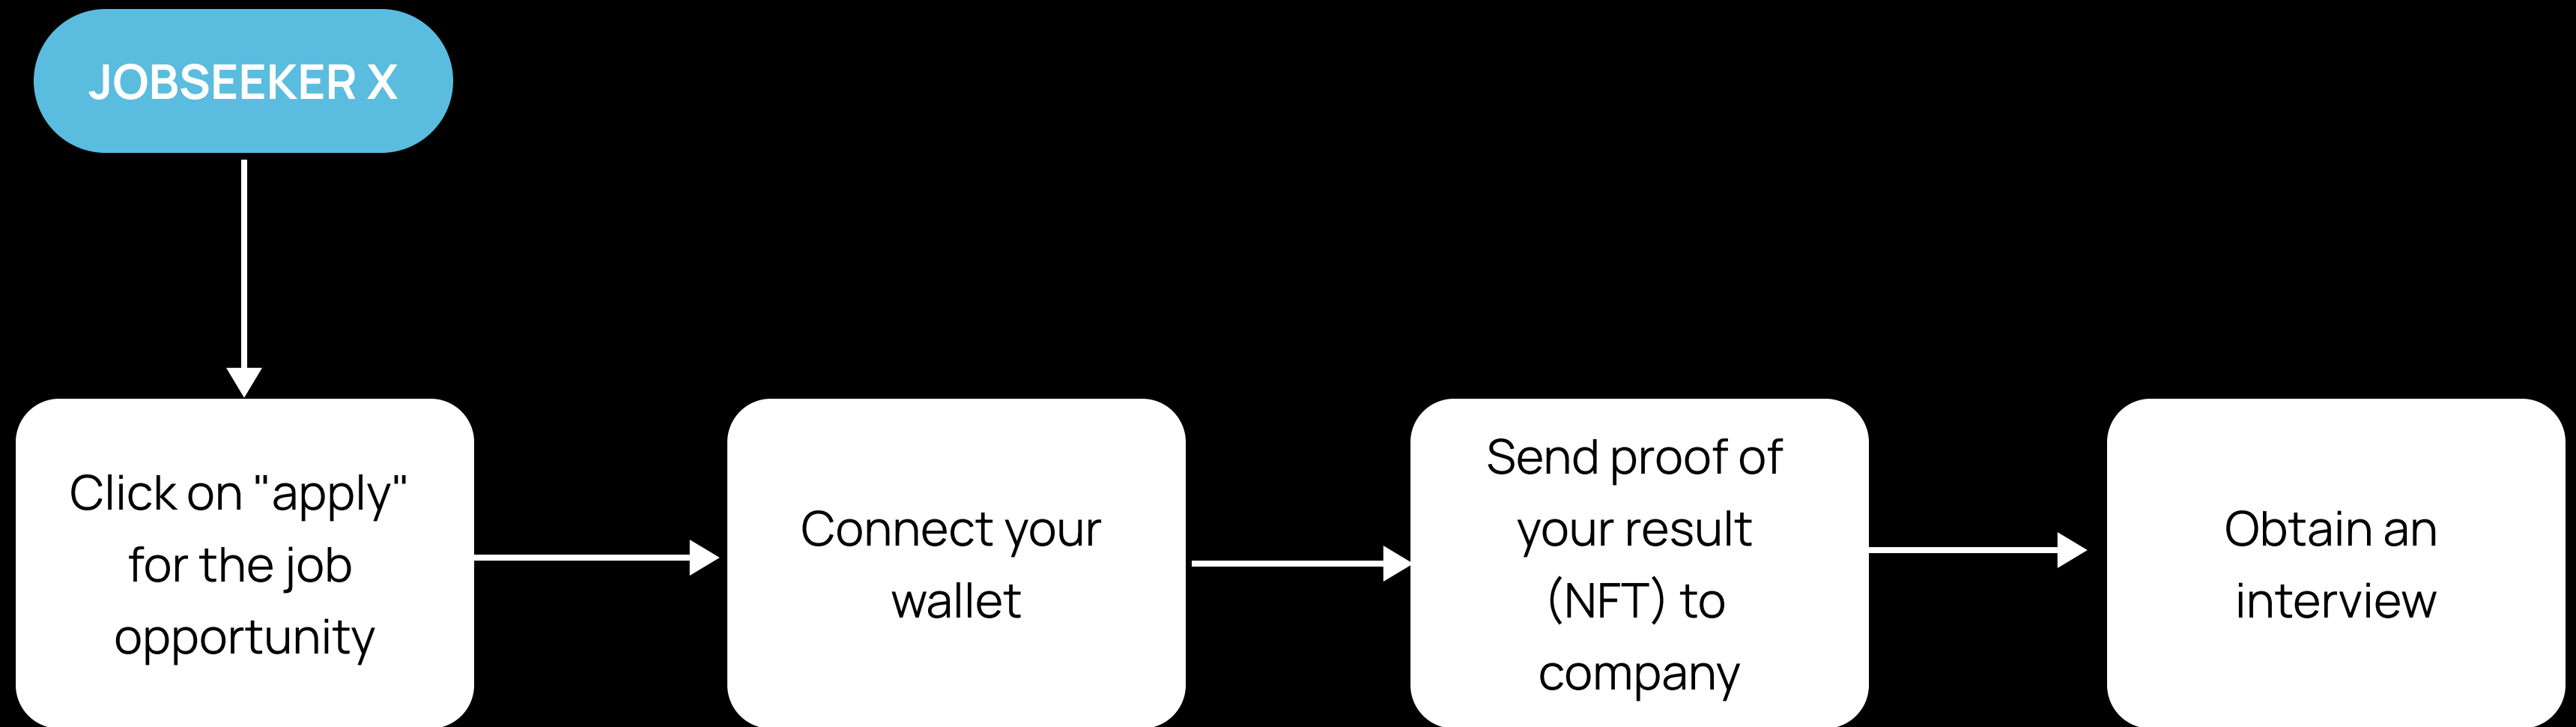 JOBSEEKER X
Click on "apply"
for the job
opportunity
Connect your
wallet
Send proof of
your result
(NFT) to
company
Obtain an
interview